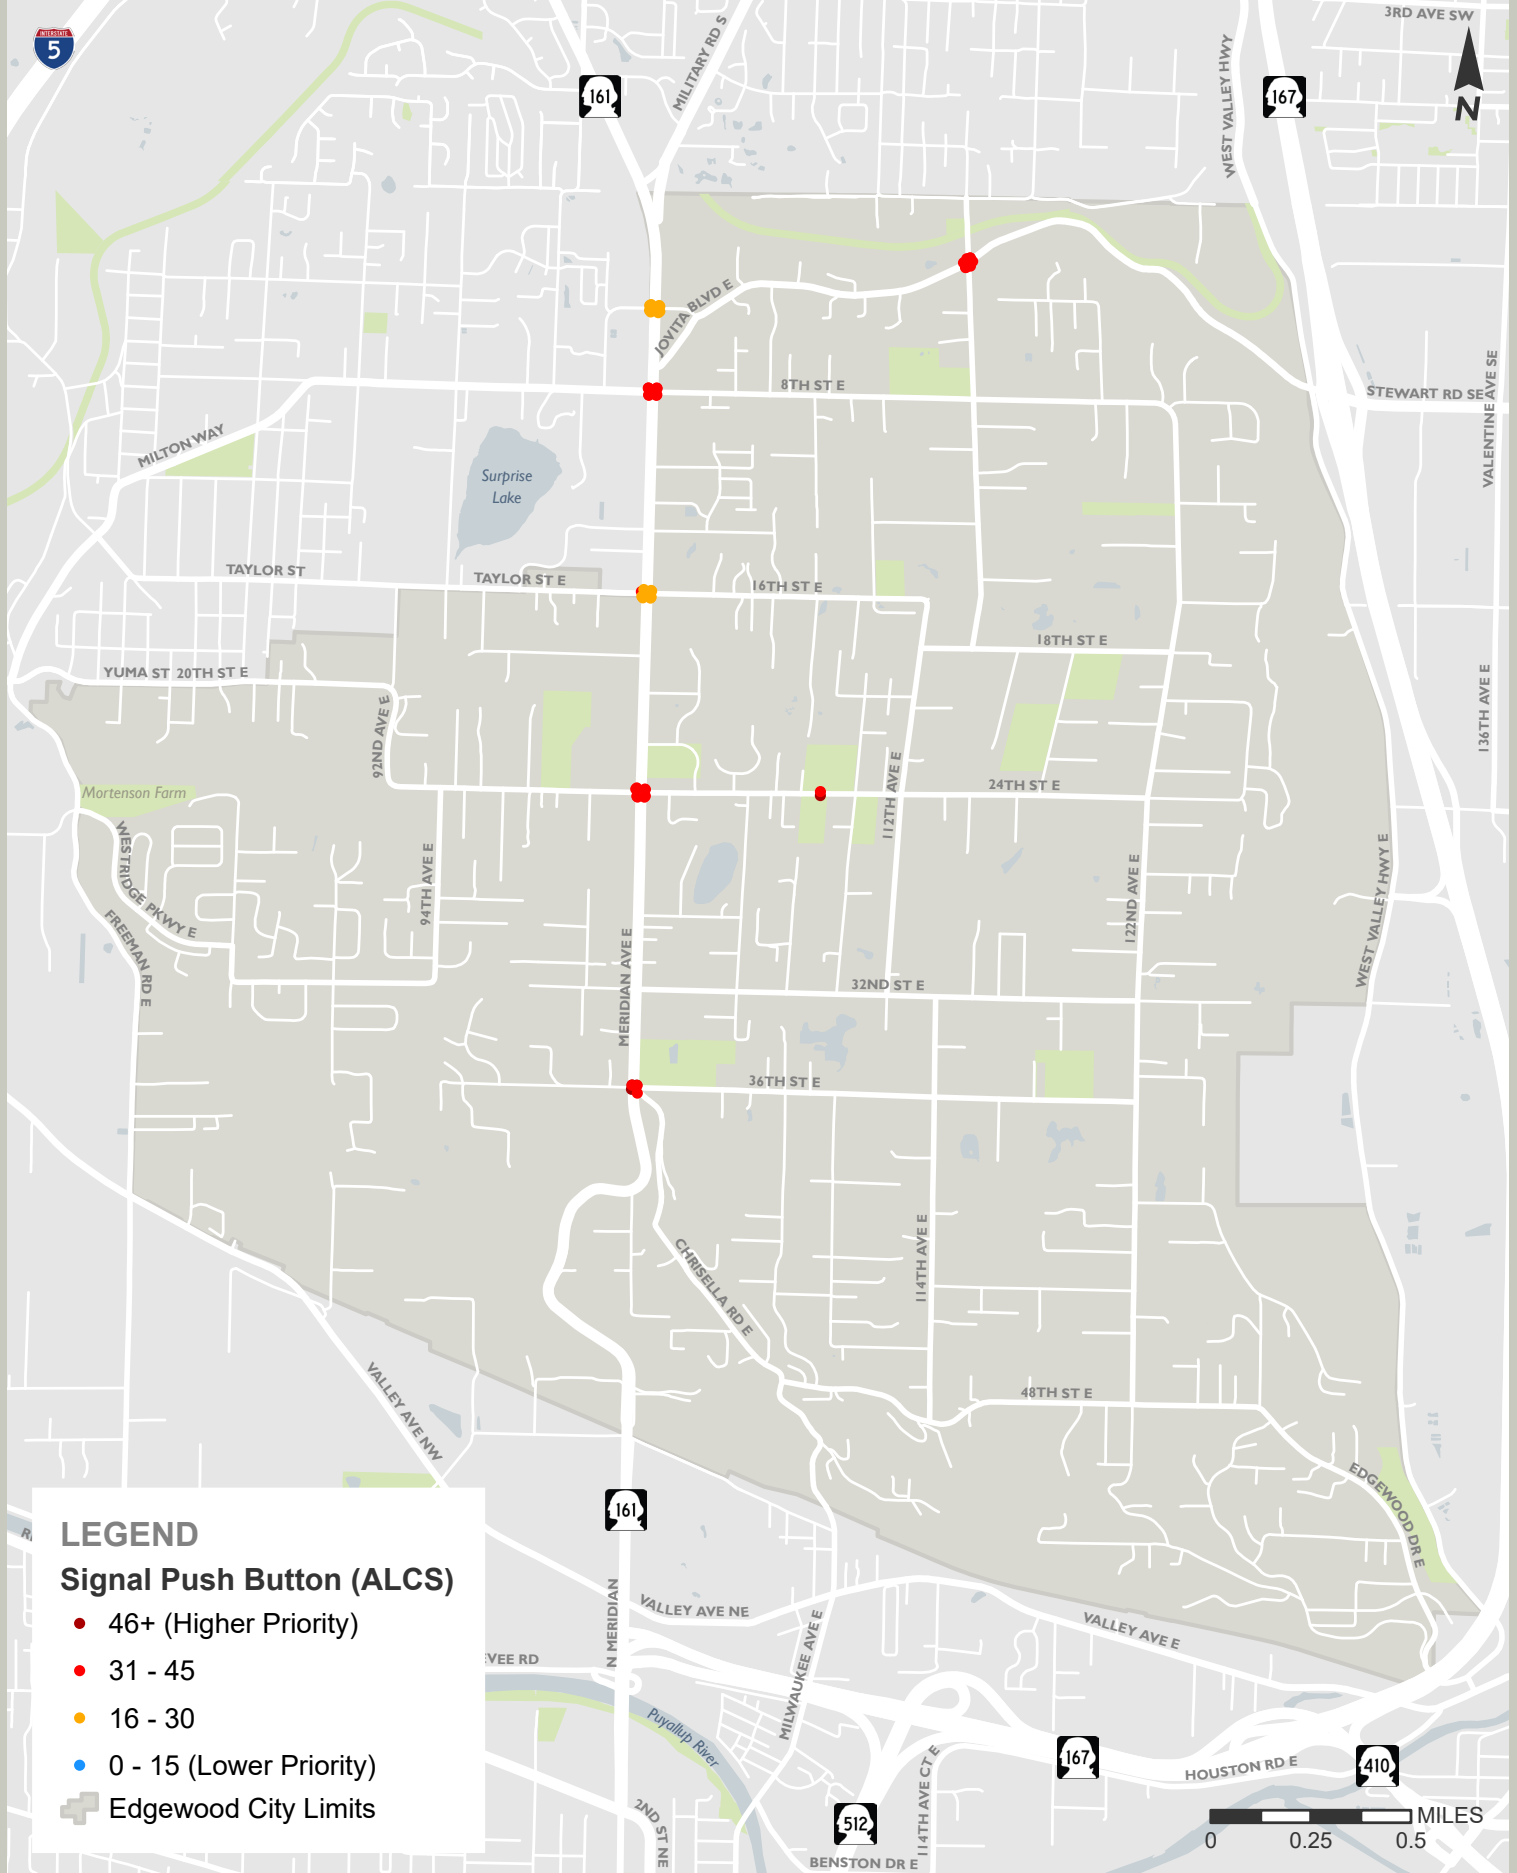 3RD AVE SW
INTERSTATE
5
MILITARY RD S
WEST VALLEY HWY
161
167
N
JOVITA BLVD E
8TH ST E
STEWART RD SE
VALENTINE AVE SE
MILTON WAY
Surprise
Lake
TAYLOR ST
TAYLOR ST E
16TH ST E
18TH ST E
YUMA ST
20TH ST E
92ND AVE E
136TH AVE E
Mortenson Farm
112TH AVE E
24TH ST E
WESTRIDGE PKWY E
94TH AVE E
122ND AVE E
WEST VALLEY HWY E
FREEMAN RD E
MERIDIAN AVE E
32ND ST E
36TH ST E
CHRISELLA RD E
114TH AVE E
VALLEY AVE NW
48TH ST E
EDGEWOOD DR E
161
LEGEND
Signal Push Button (ALCS)
46+ (Higher Priority)
31 - 45
16 - 30
0 - 15 (Lower Priority)
Edgewood City Limits
N MERIDIAN
VALLEY AVE NE
MILWAUKEE AVE E
VALLEY AVE E
EVEE RD
Puyallup River
167
HOUSTON RD E
410
114TH AVE CT E
2ND ST NE
512
BENSTON DR E
MILES
0
0.25
0.5